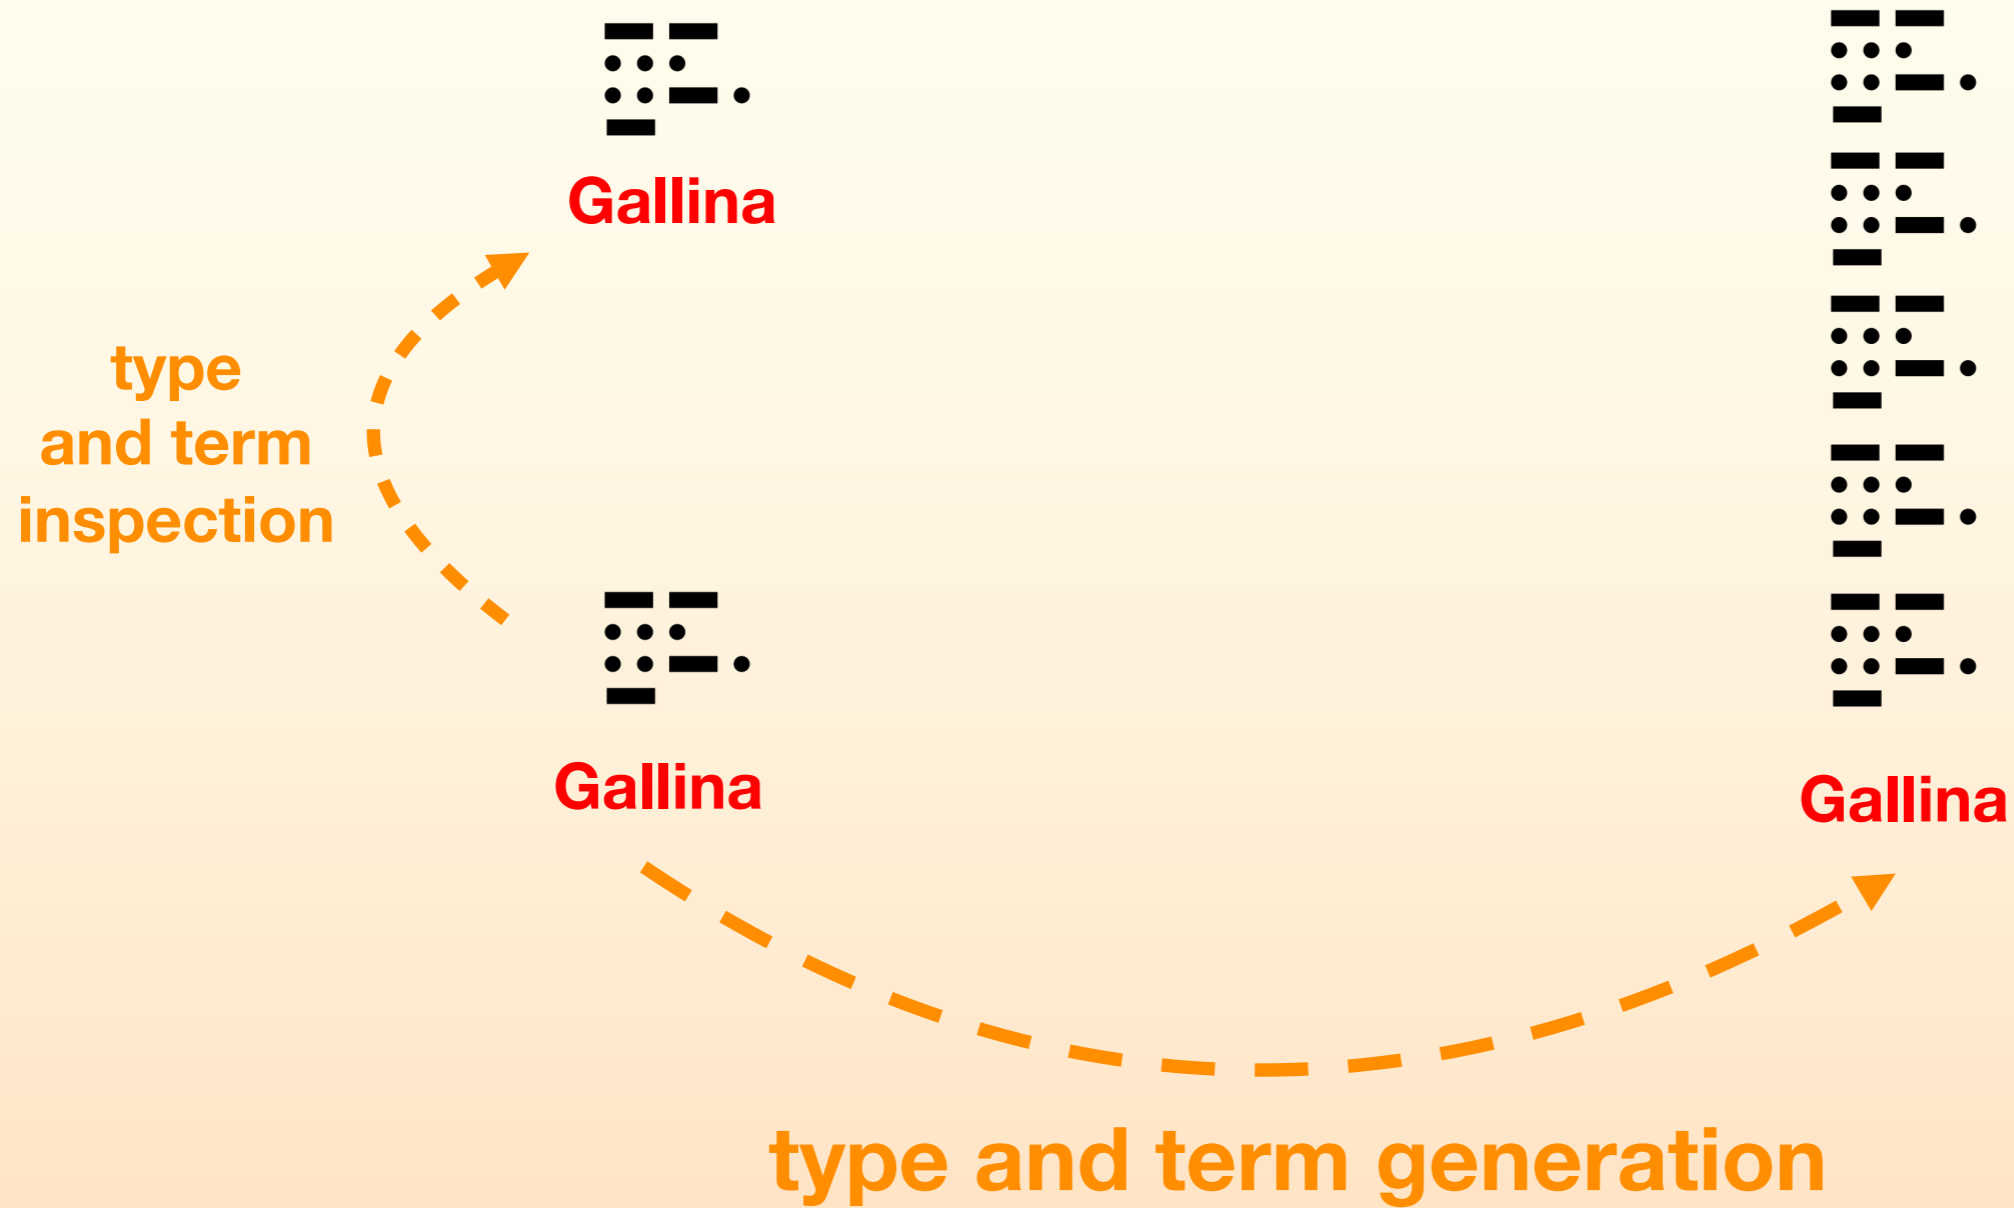 Gallina
type
and term
inspection
Gallina
Gallina
type and term generation